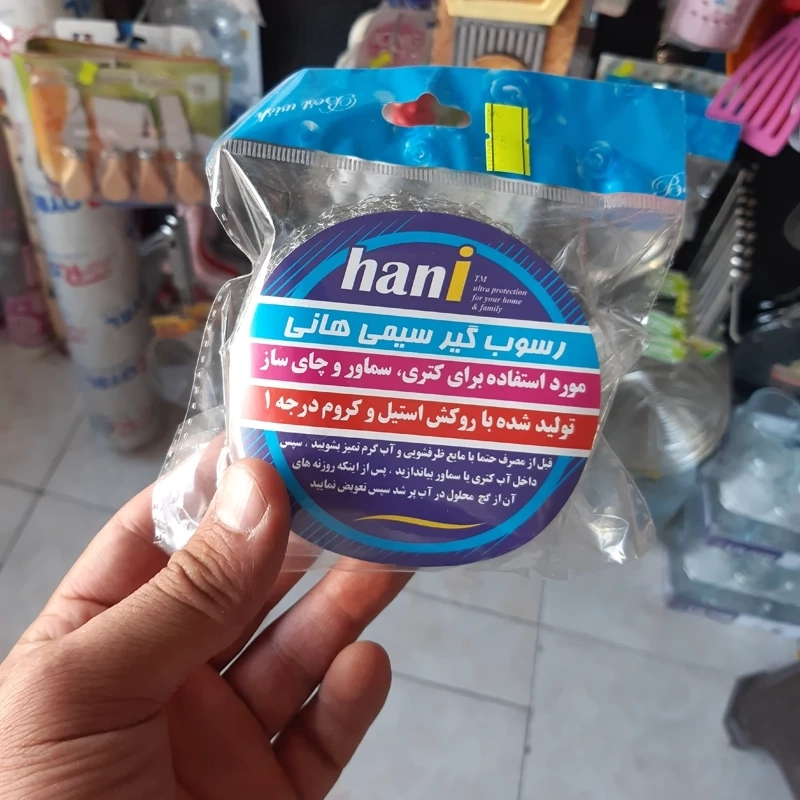 Best wish
hani
TM
ultra protection
for your home
& family
رسوب گیر سیمی هانی
مورد استفاده برای کتری، سماور و چای ساز
تولید شده با روکش استیل و کروم درجه ۱
قبل از مصرف حتما با مایع ظرفشویی و آب گرم تمیز بشویید ، سپس
داخل آب کتری یا سماور بیاندازید . پس از اینکه روزنه های
آن از گچ محلول در آب پر شد سپس تعویض نمایید